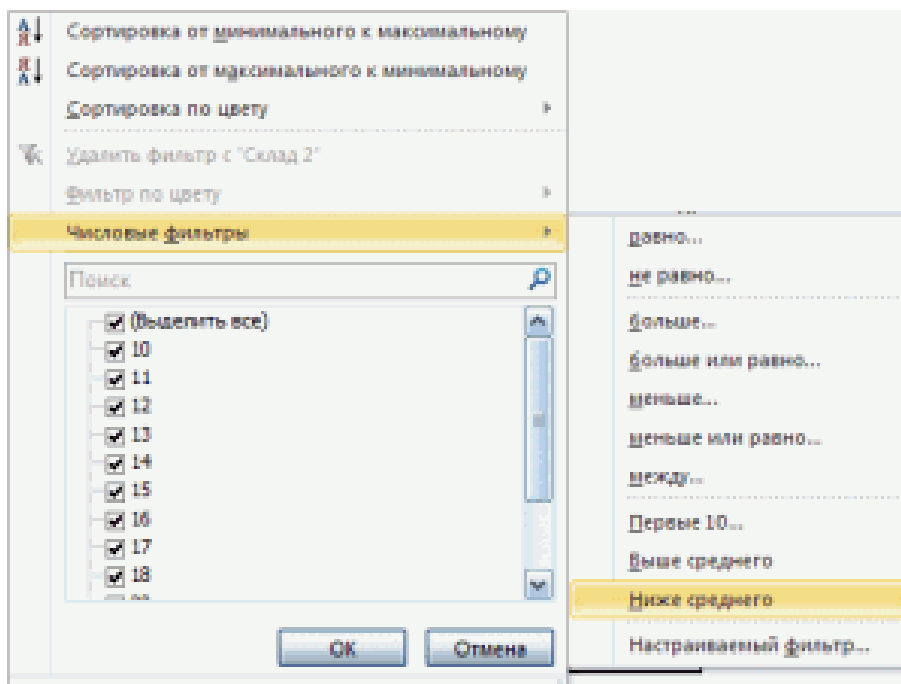 Сортировка от минимального к максимальному
Сортировка от максимального к минимальному
Сортировка по цвету
Удалить фильтр с "Склад 2"
Фильтр по цвету
Числовые фильтры
Поиск
(Выделить все)
10
11
12
13
14
15
16
17
18
ОК
Отмена
равно...
не равно...
больше...
больше или равно...
меньше...
меньше или равно...
между...
Первые 10...
Выше среднего
Ниже среднего
Настраиваемый фильтр...